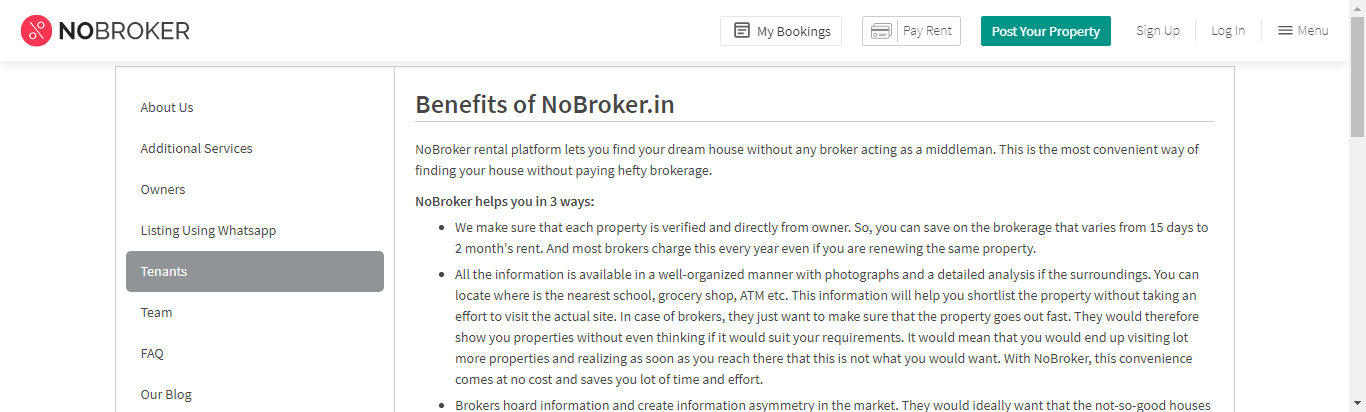 NOBROKER
My Bookings
Pay Rent
Post Your Property
Sign Up
Log In
Menu
About Us
Additional Services
Owners
Listing Using Whatsapp
Tenants
Team
FAQ
Our Blog
Benefits of NoBroker.in
NoBroker rental platform lets you find your dream house without any broker acting as a middleman. This is the most convenient way of
finding your house without paying hefty brokerage.
NoBroker helps you in 3 ways:
We make sure that each property is verified and directly from owner. So, you can save on the brokerage that varies from 15 days to
2 month's rent. And most brokers charge this every year even if you are renewing the same property.
All the information is available in a well-organized manner with photographs and a detailed analysis if the surroundings. You can
locate where is the nearest school, grocery shop, ATM etc. This information will help you shortlist the property without taking an
effort to visit the actual site. In case of brokers, they just want to make sure that the property goes out fast. They would therefore
show you properties without even thinking if it would suit your requirements. It would mean that you would end up visiting lot
more properties and realizing as soon as you reach there that this is not what you would want. With NoBroker, this convenience
comes at no cost and saves you lot of time and effort.
Brokers hoard information and create information asymmetry in the market. They would ideally want that the not-so-good houses